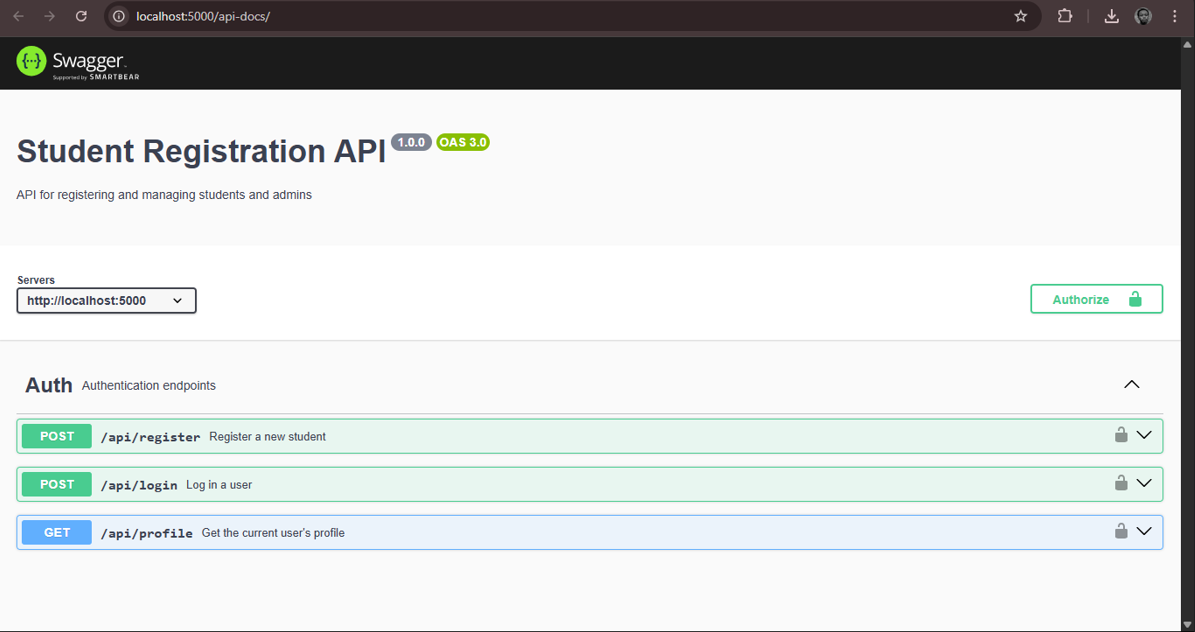 localhost:5000/api-docs/
{··} Swagger.
Supported by SMARTBEAR
Student Registration API 1.0.0 OAS 3.0
API for registering and managing students and admins
Servers
http://localhost:5000
Authorize
Auth Authentication endpoints
POST /api/register Register a new student
POST /api/login Log in a user
GET /api/profile Get the current user's profile